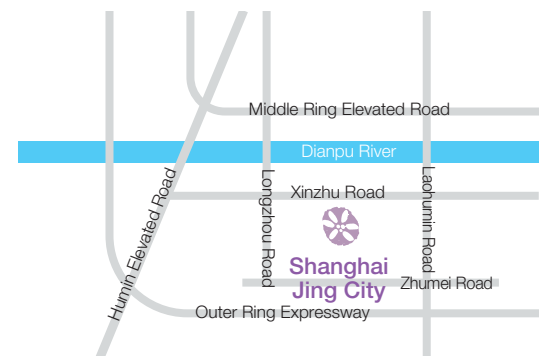 Middle Ring Elevated Road
Dianpu River
Humin Elevated Road
Longzhou Road
Xinzhu Road
Laohumin Road
Shanghai
Jing City
Zhumei Road
Outer Ring Expressway